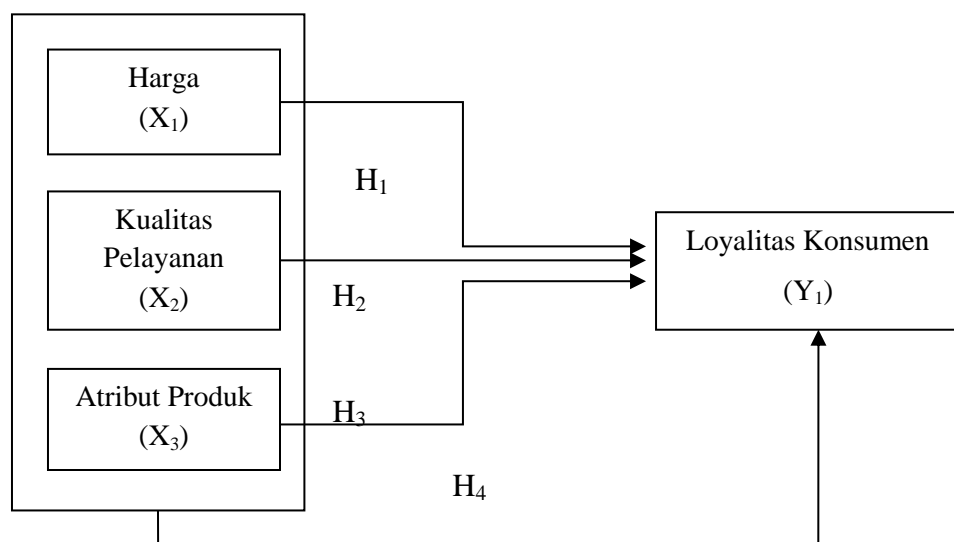 Harga
(X₁)
H₁
Kualitas
Pelayanan
(X₂)
H₂
Loyalitas Konsumen
(Y₁)
Atribut Produk
(X₃)
H₃
H₄